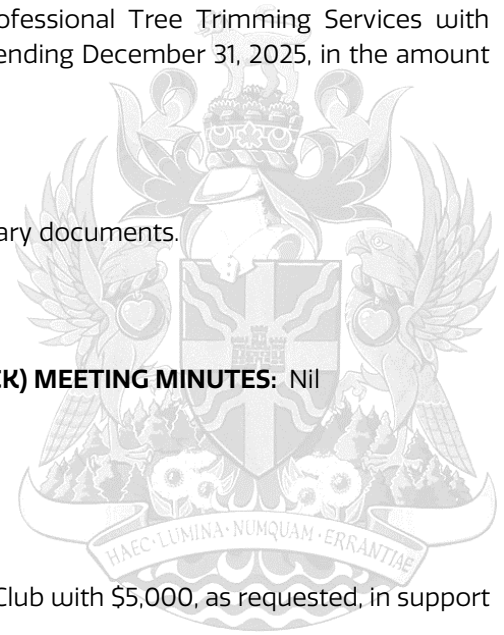 ofessional Tree Trimming Services with
ending December 31, 2025, in the amount
ary documents.
CK) MEETING MINUTES: Nil
HAEC·LUMINA·NUMQUAM·ERRANTIAE
Club with $5,000, as requested, in support